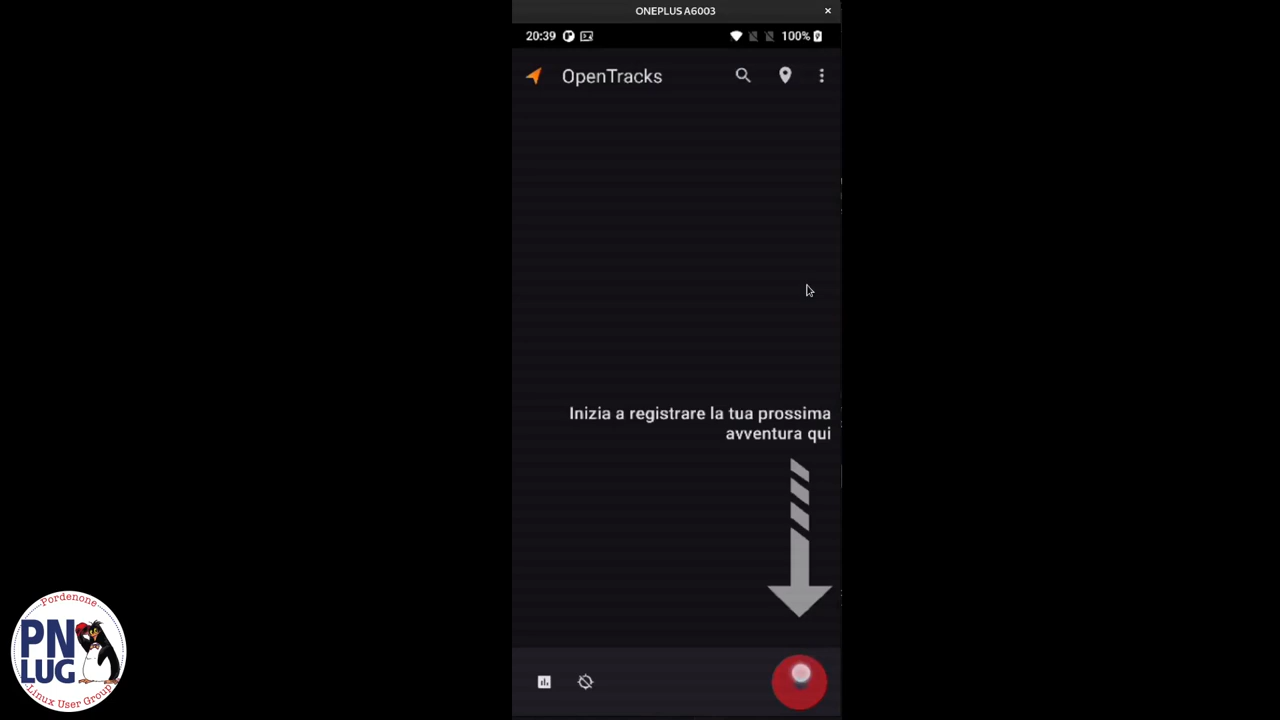 ONEPLUS A6003
20:39
100%
OpenTracks
Inizia a registrare la tua prossima
avventura qui
Pordenone
PN
LUG
Linux User Group